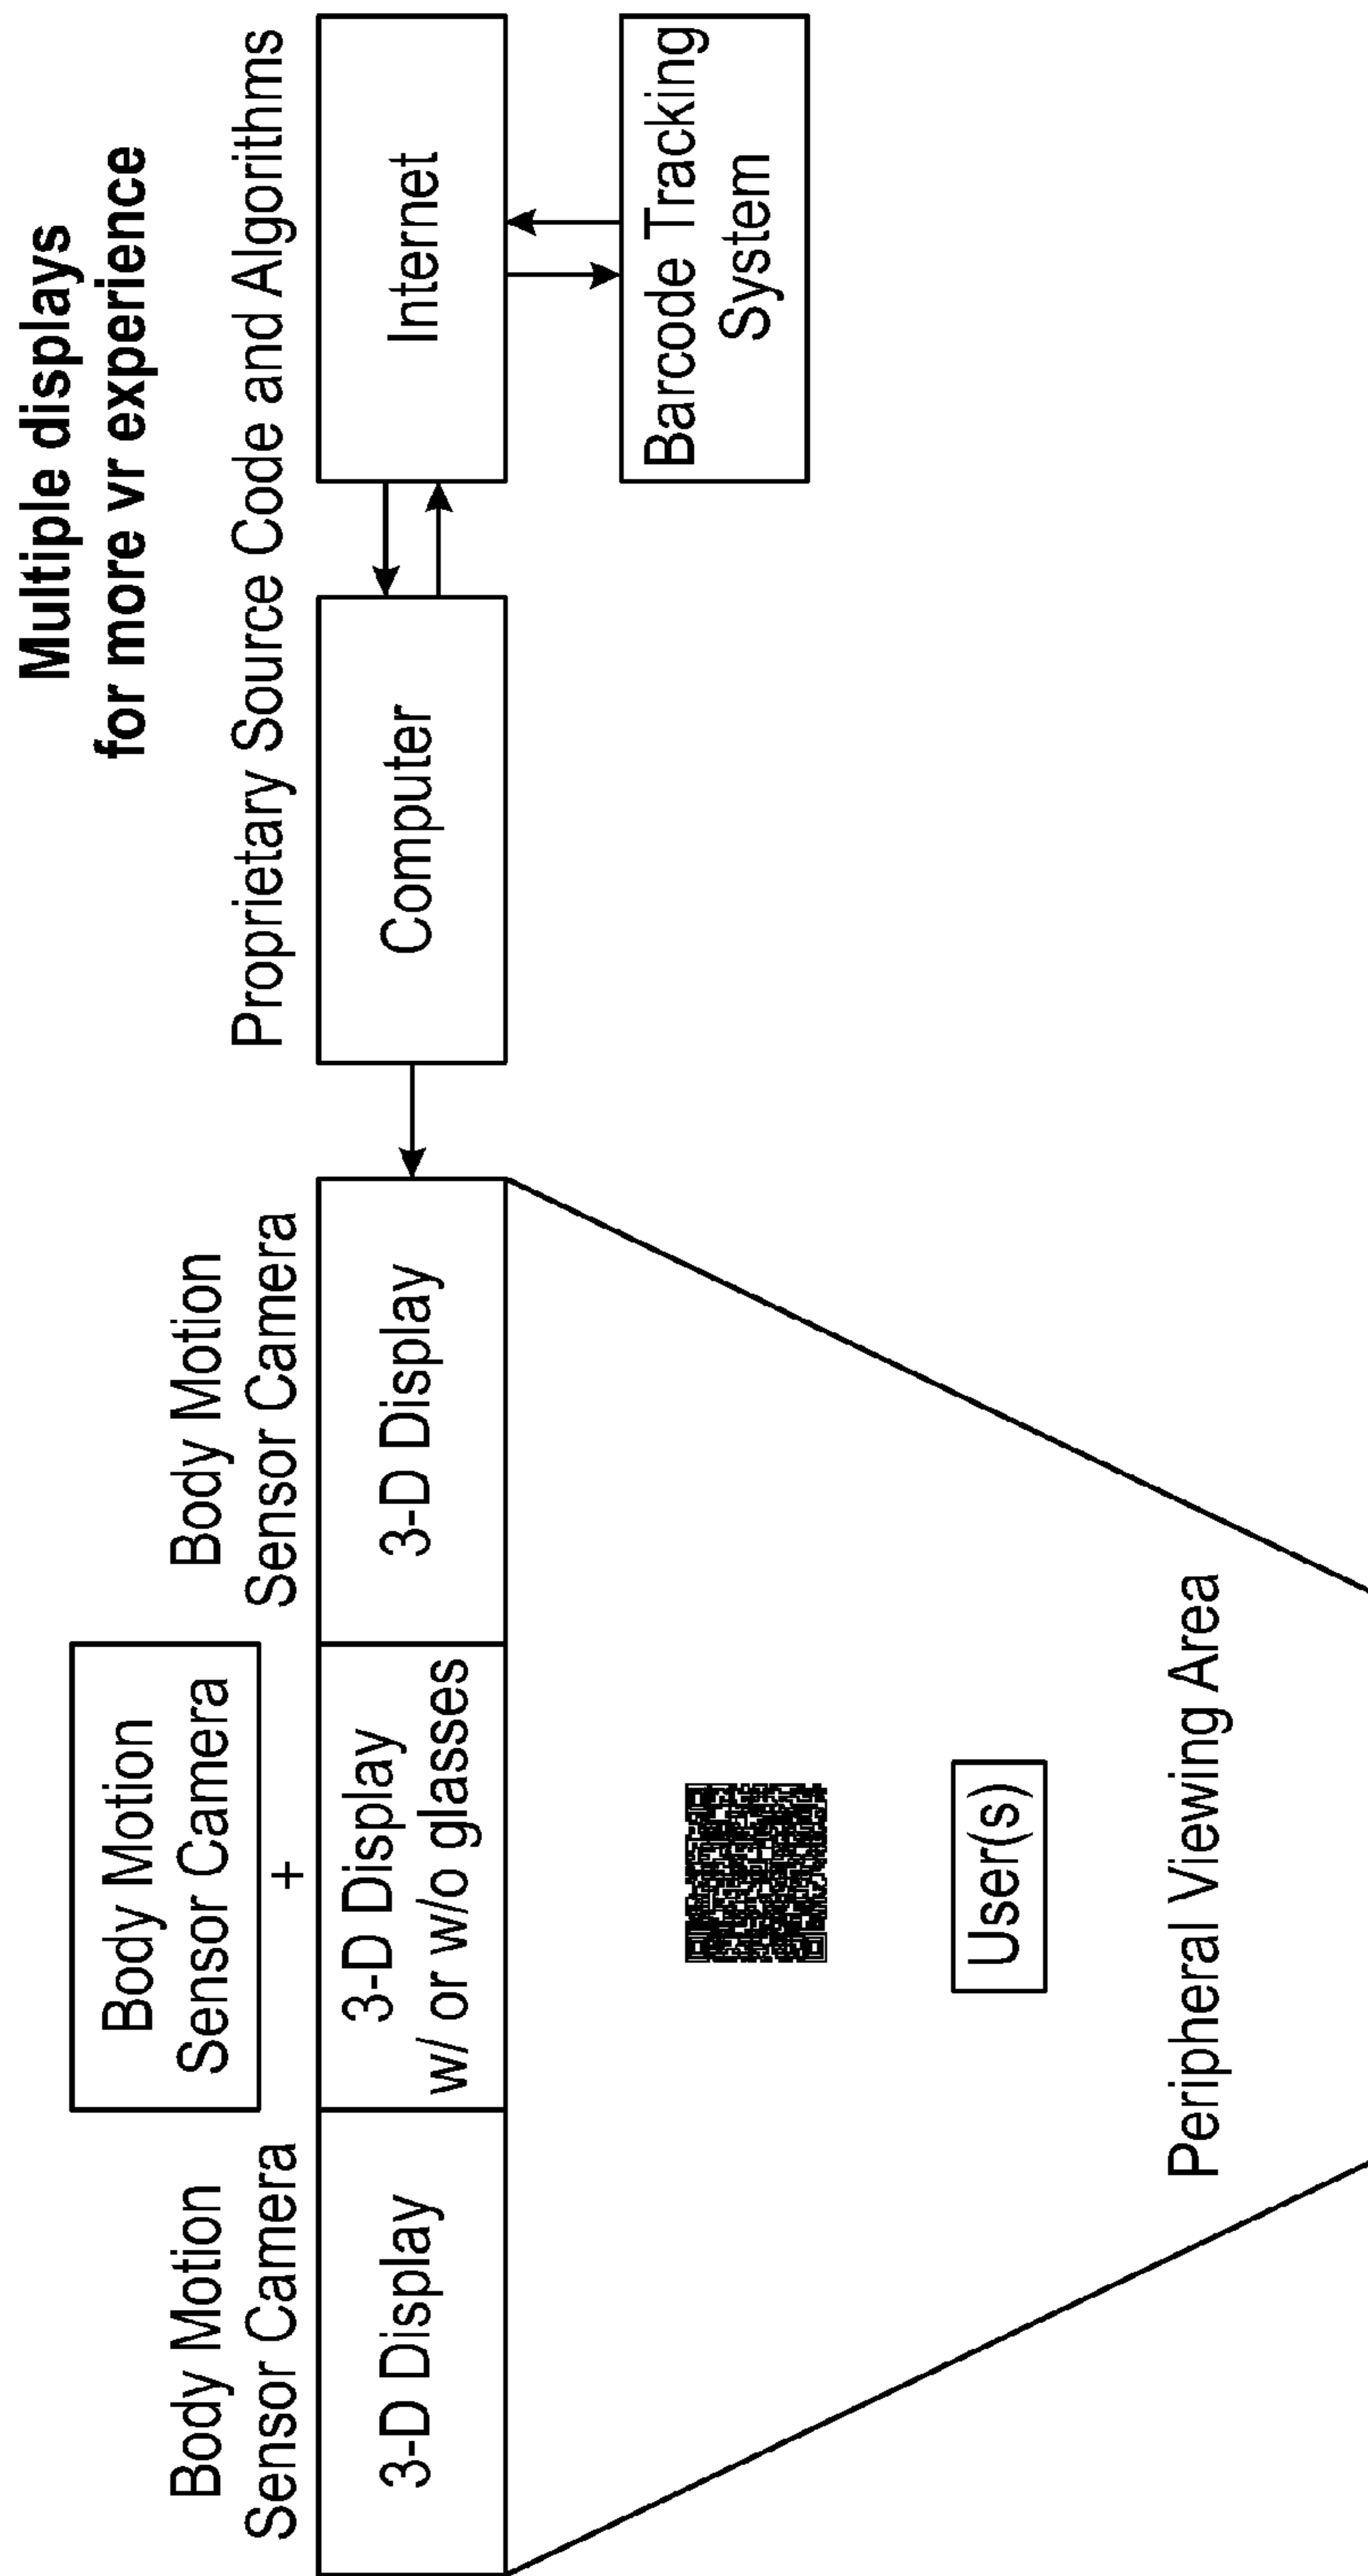 Multiple displays
for more vr experience
Body Motion
Sensor Camera
Body Motion
Sensor Camera
+
Body Motion
Sensor Camera
Proprietary Source Code and Algorithms
3-D Display
3-D Display
w/ or w/o glasses
3-D Display
Computer
Internet
Barcode Tracking
System
User(s)
Peripheral Viewing Area